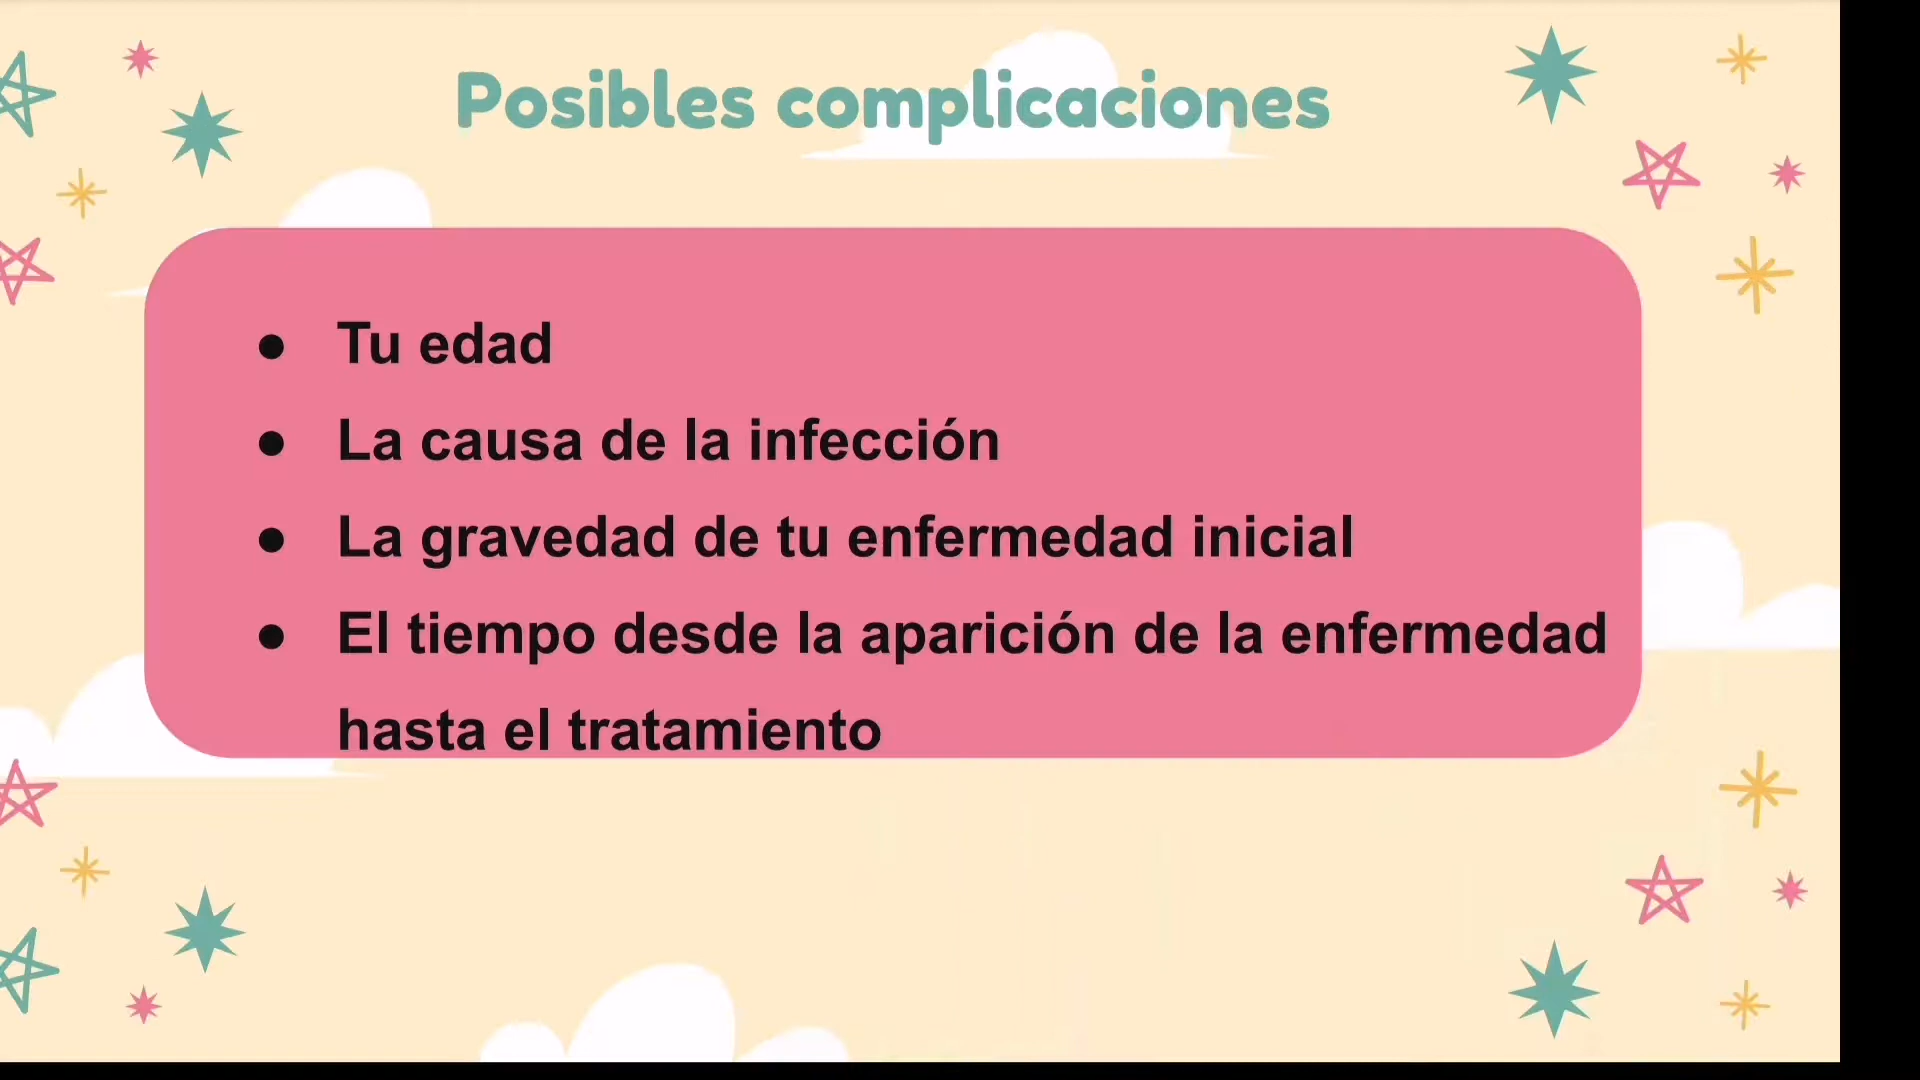 Posibles complicaciones
● Tu edad
● La causa de la infección
● La gravedad de tu enfermedad inicial
● El tiempo desde la aparición de la enfermedad
hasta el tratamiento